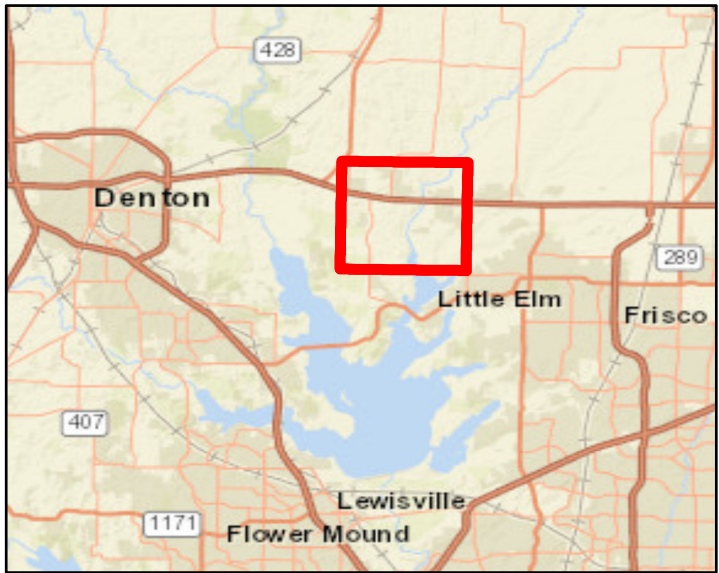 428
Denton
289
Little Elm
Frisco
407
Lewisville
1171
Flower Mound